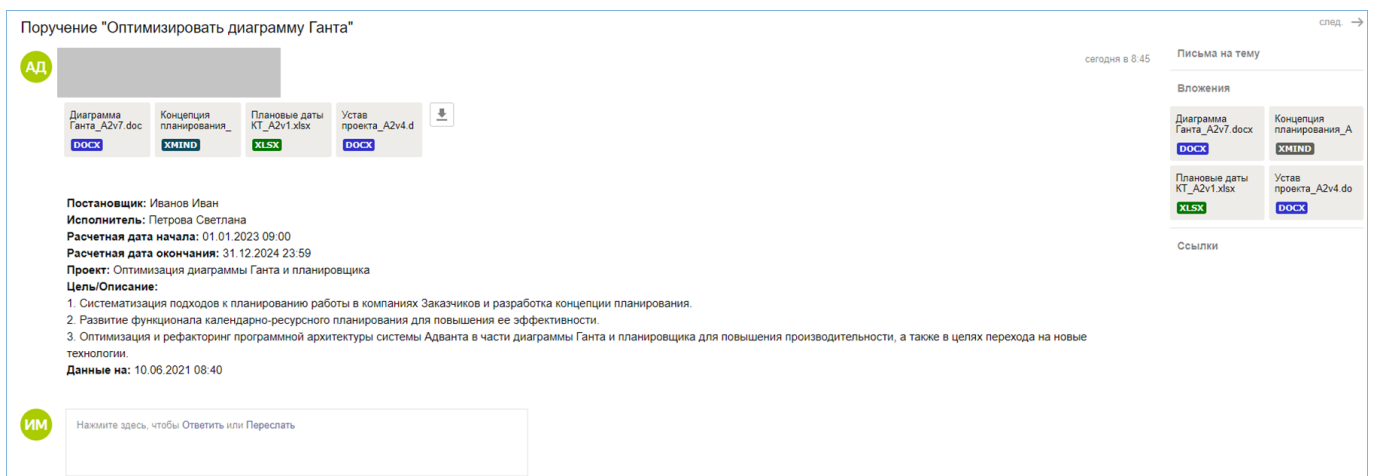 Поручение "Оптимизировать диаграмму Ганта"
след. →
АД
сегодня в 8:45
Диаграмма
Ганта_A2v7.doc
DOCX
Концепция
планирования_
XMIND
Плановые даты
КТ_A2v1.xlsx
XLSX
Устав
проекта_A2v4.d
DOCX
Постановщик: Иванов Иван
Исполнитель: Петрова Светлана
Расчетная дата начала: 01.01.2023 09:00
Расчетная дата окончания: 31.12.2024 23:59
Проект: Оптимизация диаграммы Ганта и планировщика
Цель/Описание:
1. Систематизация подходов к планированию работы в компаниях Заказчиков и разработка концепции планирования.
2. Развитие функционала календарно-ресурсного планирования для повышения ее эффективности.
3. Оптимизация и рефакторинг программной архитектуры системы Адванта в части диаграммы Ганта и планировщика для повышения производительности, а также в целях перехода на новые
технологии.
Данные на: 10.06.2021 08:40
ИМ
Нажмите здесь, чтобы Ответить или Переслать
Письма на тему
Вложения
Диаграмма
Ганта_A2v7.docx
DOCX
Концепция
планирования_А
XMIND
Плановые даты
КТ_A2v1.xlsx
XLSX
Устав
проекта_A2v4.do
DOCX
Ссылки